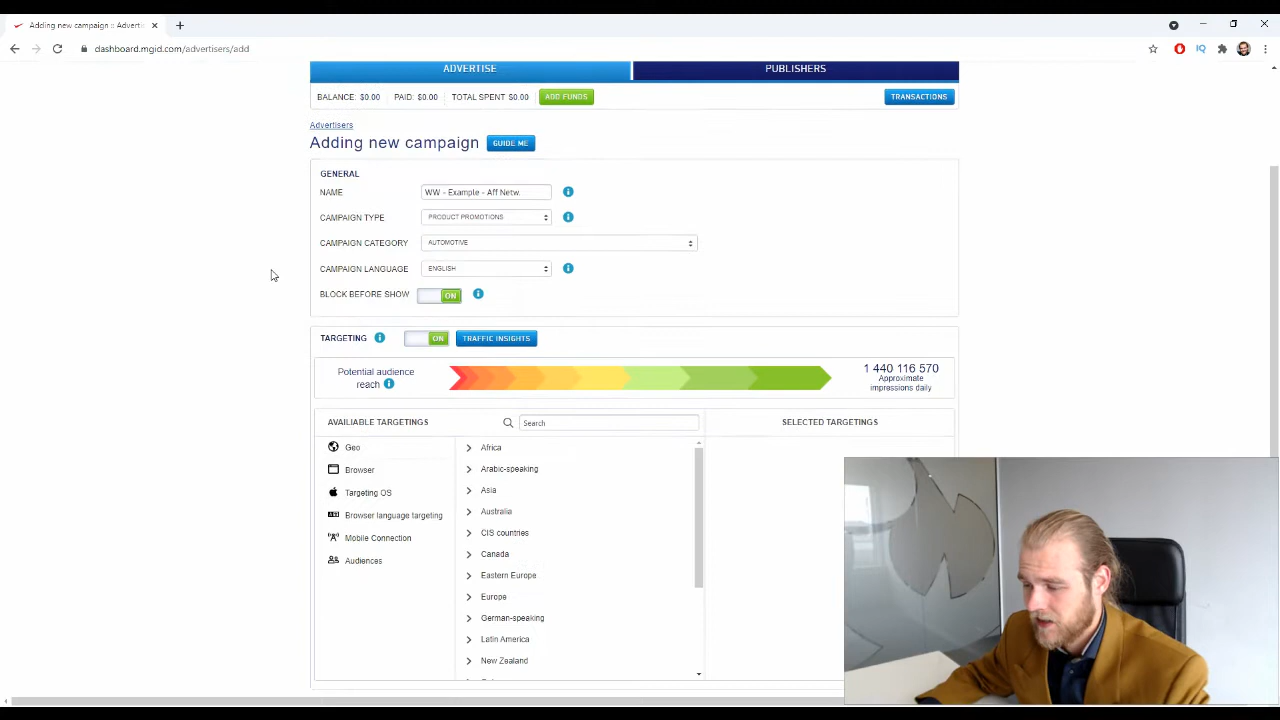 Adding new campaign :: Adverti
dashboard.mgid.com/advertisers/add
IQ
ADVERTISE
PUBLISHERS
BALANCE: $0.00 PAID: $0.00 TOTAL SPENT: $0.00 ADD FUNDS
TRANSACTIONS
Advertisers
Adding new campaign GUIDE ME
GENERAL
NAME WW - Example - Aff Netw.
CAMPAIGN TYPE PRODUCT PROMOTIONS
CAMPAIGN CATEGORY AUTOMOTIVE
CAMPAIGN LANGUAGE ENGLISH
BLOCK BEFORE SHOW ON
TARGETING ON TRAFFIC INSIGHTS
Potential audience
reach
1 440 116 570
Approximate
impressions daily
AVAILIABLE TARGETINGS
Search
SELECTED TARGETINGS
Geo
Browser
Targeting OS
Browser language targeting
Mobile Connection
Audiences
Africa
Arabic-speaking
Asia
Australia
CIS countries
Canada
Eastern Europe
Europe
German-speaking
Latin America
New Zealand